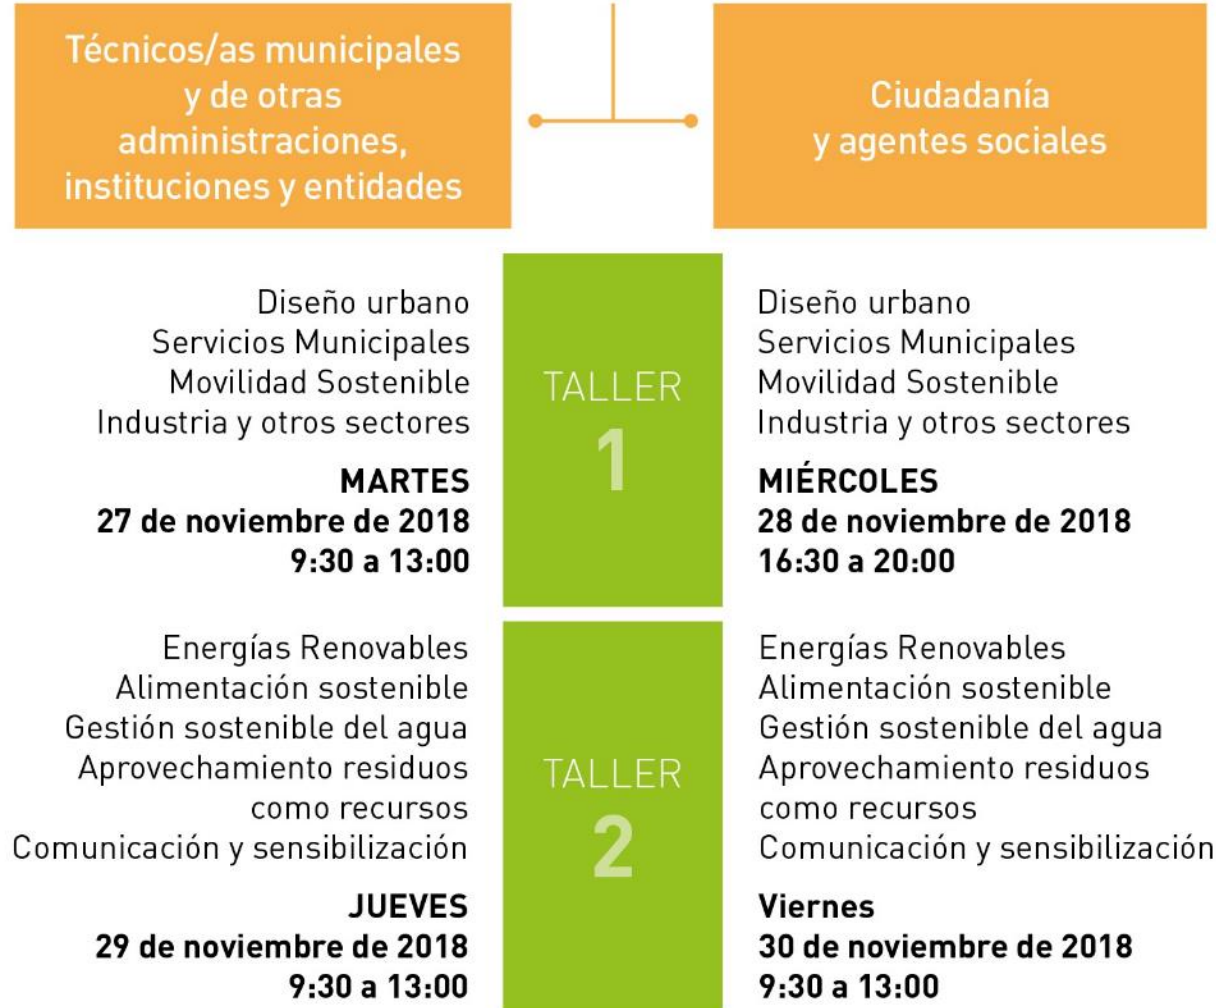 Técnicos/as municipales
y de otras
administraciones,
instituciones y entidades
Ciudadanía
y agentes sociales
Diseño urbano
Servicios Municipales
Movilidad Sostenible
Industria y otros sectores
MARTES
27 de noviembre de 2018
9:30 a 13:00
TALLER
1
Diseño urbano
Servicios Municipales
Movilidad Sostenible
Industria y otros sectores
MIÉRCOLES
28 de noviembre de 2018
16:30 a 20:00
Energías Renovables
Alimentación sostenible
Gestión sostenible del agua
Aprovechamiento residuos
como recursos
Comunicación y sensibilización
JUEVES
29 de noviembre de 2018
9:30 a 13:00
TALLER
2
Energías Renovables
Alimentación sostenible
Gestión sostenible del agua
Aprovechamiento residuos
como recursos
Comunicación y sensibilización
Viernes
30 de noviembre de 2018
9:30 a 13:00